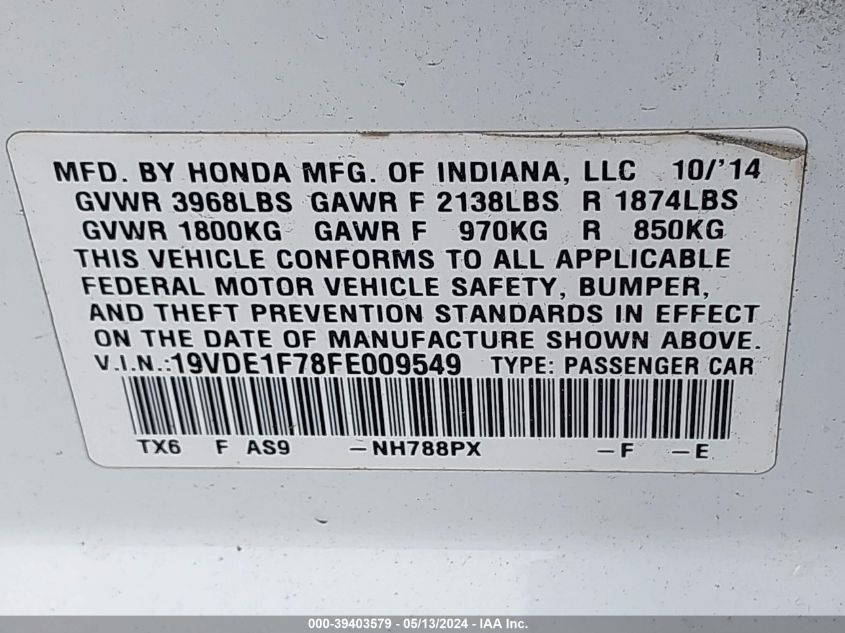 MFD. BY HONDA MFG. OF INDIANA, LLC 10/'14
GVWR 3968LBS GAWR F 2138LBS R 1874LBS
GVWR 1800KG GAWR F 970KG R 850KG
THIS VEHICLE CONFORMS TO ALL APPLICABLE
FEDERAL MOTOR VEHICLE SAFETY, BUMPER,
AND THEFT PREVENTION STANDARDS IN EFFECT
ON THE DATE OF MANUFACTURE SHOWN ABOVE.
V.I.N.:19VDE1F78FE009549 TYPE: PASSENGER CAR
TX6 F AS9 –NH788PX –F –E
000-39403579 - 05/13/2024 - IAA Inc.